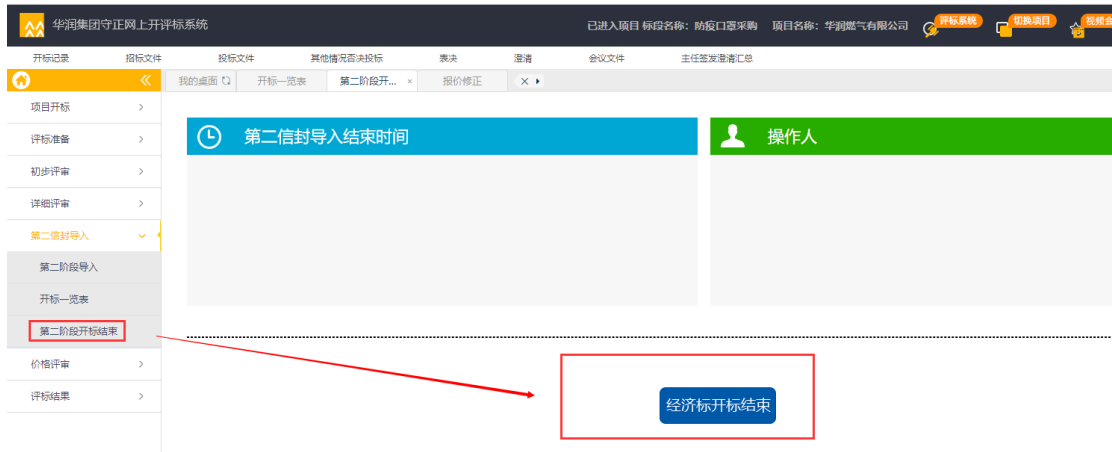 华润集团守正网上开评标系统
已进入项目 标段名称：防疫口罩采购 项目名称：华润燃气有限公司 评标系统 切换项目 视频会
开标记录 招标文件 投标文件 其他情况否决投标 表决 澄清 会议文件 主任签发澄清汇总
我的桌面 开标一览表 第二阶段开... × 报价修正
项目开标
评标准备
初步评审
详细评审
第二信封导入
第二阶段导入
开标一览表
第二阶段开标结束
价格评审
评标结果
第二信封导入结束时间
操作人
经济标开标结束